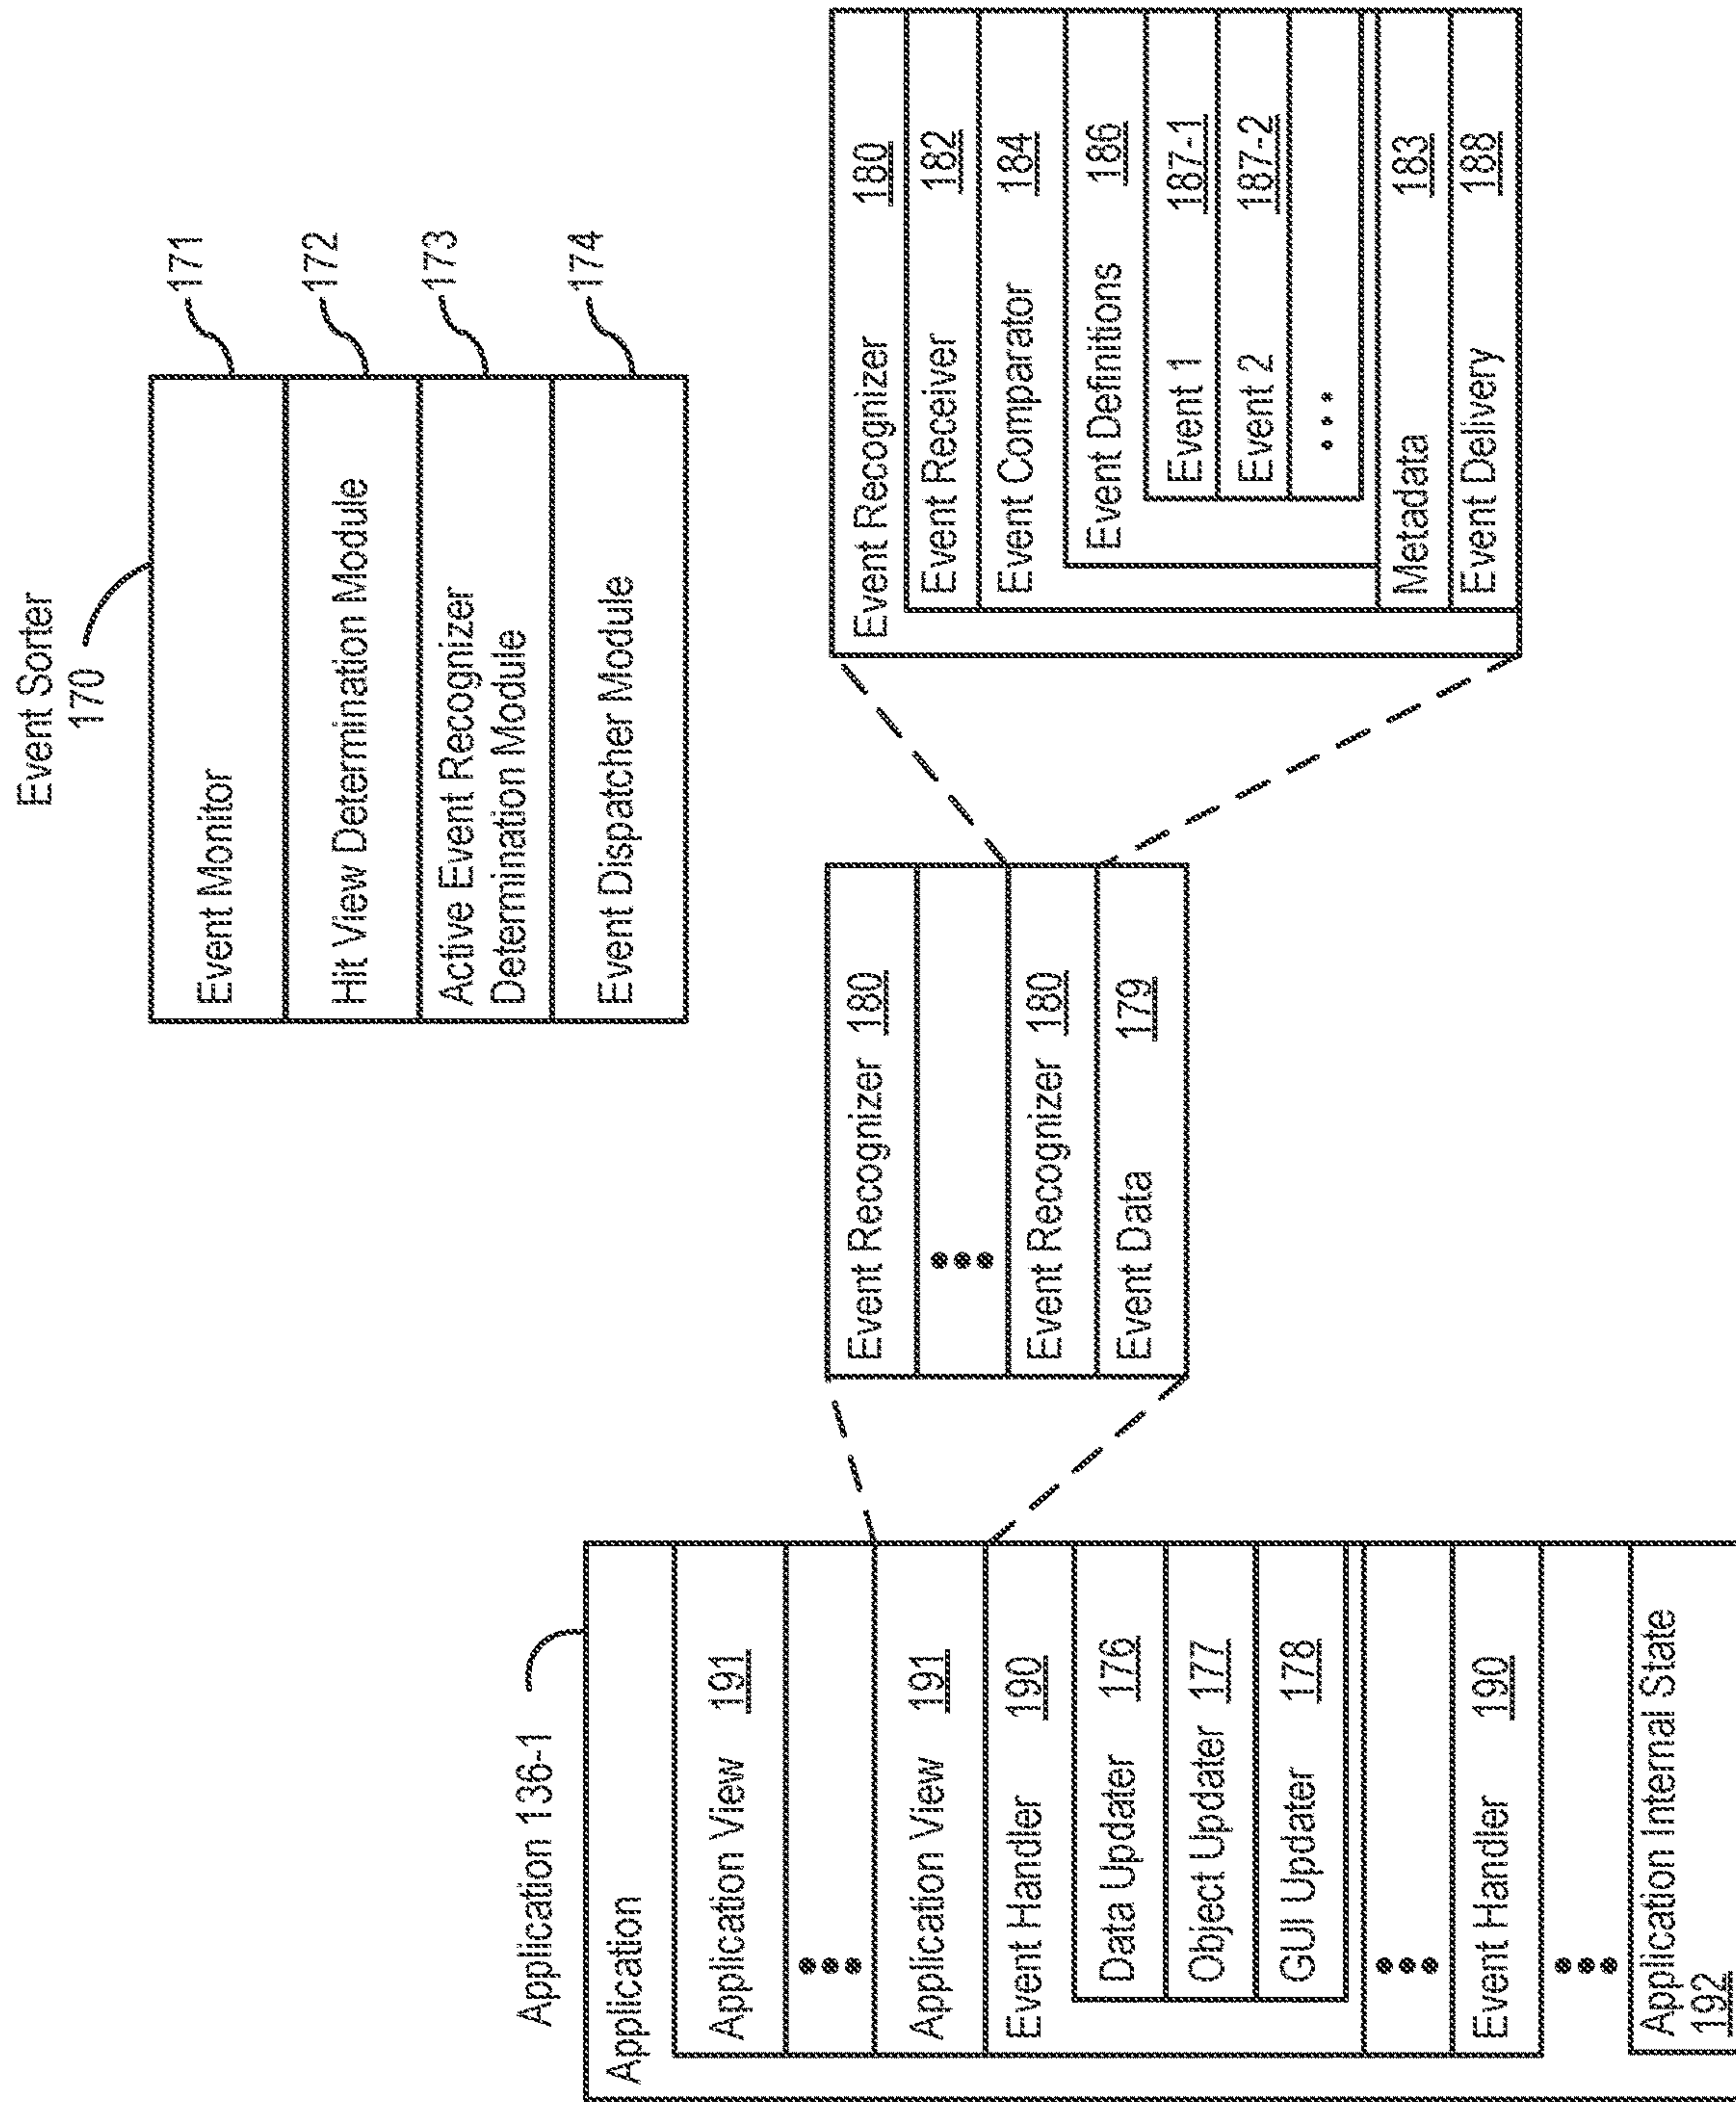 Event Sorter
170
Event Monitor
171
Hit View Determination Module
172
Active Event Recognizer
Determination Module
173
Event Dispatcher Module
174
Application 136-1
Application
Application View 191
•••
Application View 191
Event Handler 190
Data Updater 176
Object Updater 177
GUI Updater 178
•••
Event Handler 190
•••
Application Internal State
192
Event Recognizer 180
•••
Event Recognizer 180
Event Data 179
Event Recognizer 180
Event Receiver 182
Event Comparator 184
Event Definitions 186
Event 1 187-1
Event 2 187-2
•••
Metadata 183
Event Delivery 188